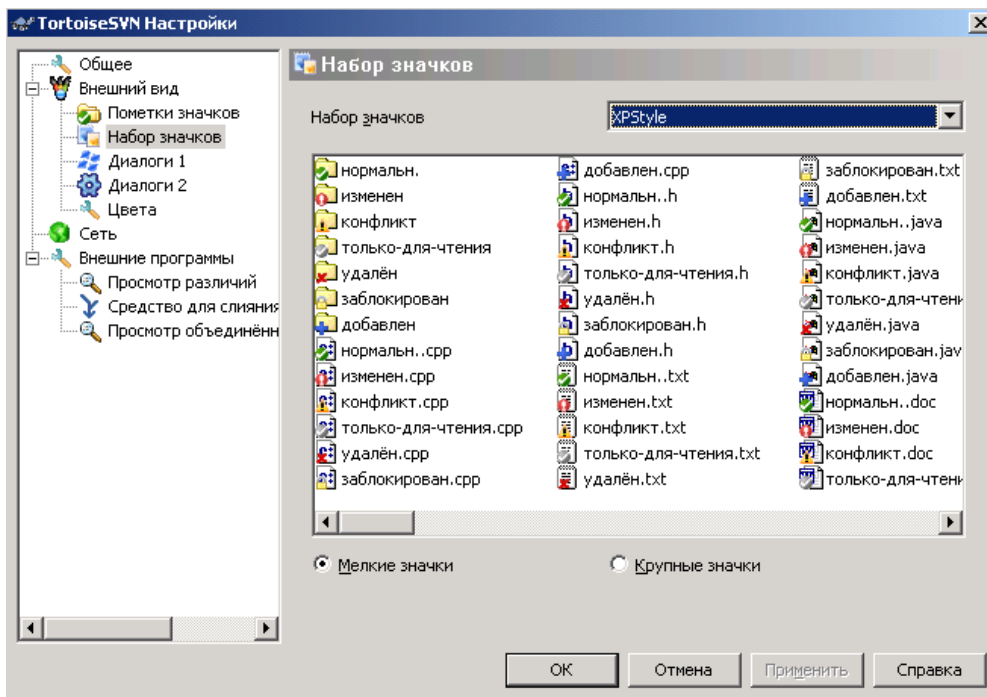 TortoiseSVN Настройки
Общее
Внешний вид
Пометки значков
Набор значков
Диалоги 1
Диалоги 2
Цвета
Сеть
Внешние программы
Просмотр различий
Средство для слияния
Просмотр объединённ
Набор значков
Набор значков
XPStyle
нормальн.
изменен
конфликт
только-для-чтения
удалён
заблокирован
добавлен
нормальн..cpp
изменен.cpp
конфликт.cpp
только-для-чтения.cpp
удалён.cpp
заблокирован.cpp
добавлен.cpp
нормальн..h
изменен.h
конфликт.h
только-для-чтения.h
удалён.h
заблокирован.h
добавлен.h
нормальн..txt
изменен.txt
конфликт.txt
только-для-чтения.txt
удалён.txt
заблокирован.txt
добавлен.txt
нормальн..java
изменен.java
конфликт.java
только-для-чтени
удалён.java
заблокирован.jav
добавлен.java
нормальн..doc
изменен.doc
конфликт.doc
только-для-чтени
Мелкие значки
Крупные значки
ОК
Отмена
Применить
Справка